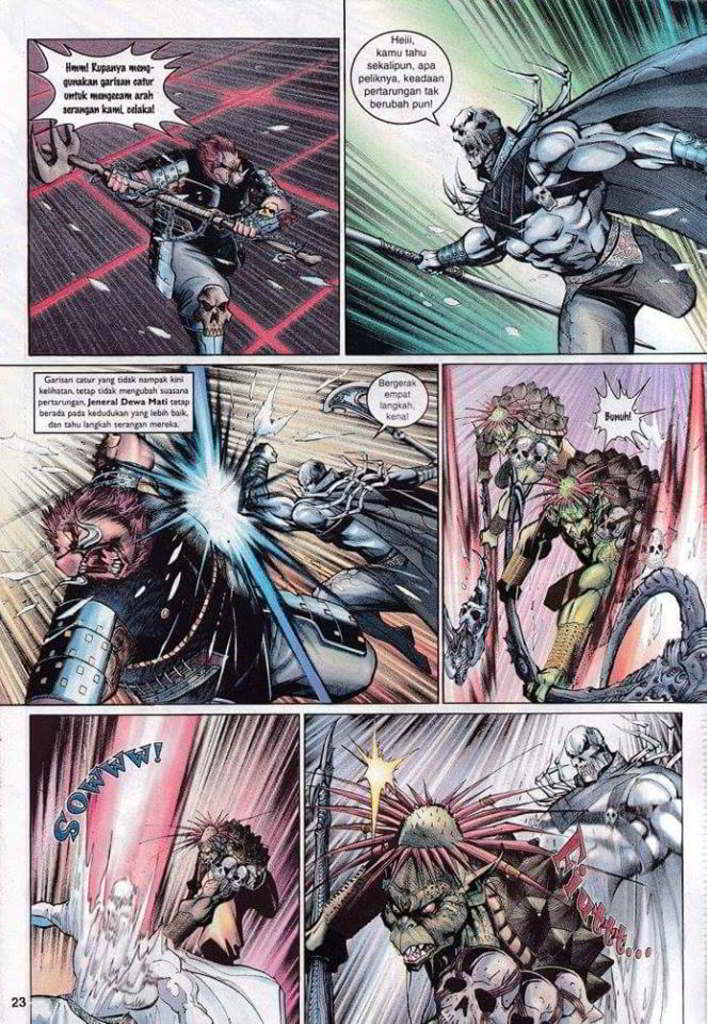 Hmm! Rupanya meng-
gunakan garisan catur
untuk mengecam arah
serangan kami, celaka!
Heiii,
kamu tahu
sekalipun, apa
peliknya, keadaan
pertarungan tak
berubah pun!
Garisan catur yang tidak nampak kini
kelihatan, tetap tidak mengubah suasana
pertarungan, Jeneral Dewa Mati tetap
berada pada kedudukan yang lebih baik,
dan tahu langkah serangan mereka.
Bergerak
empat
langkah,
kena!
Bunuh!
SOWWW!
23